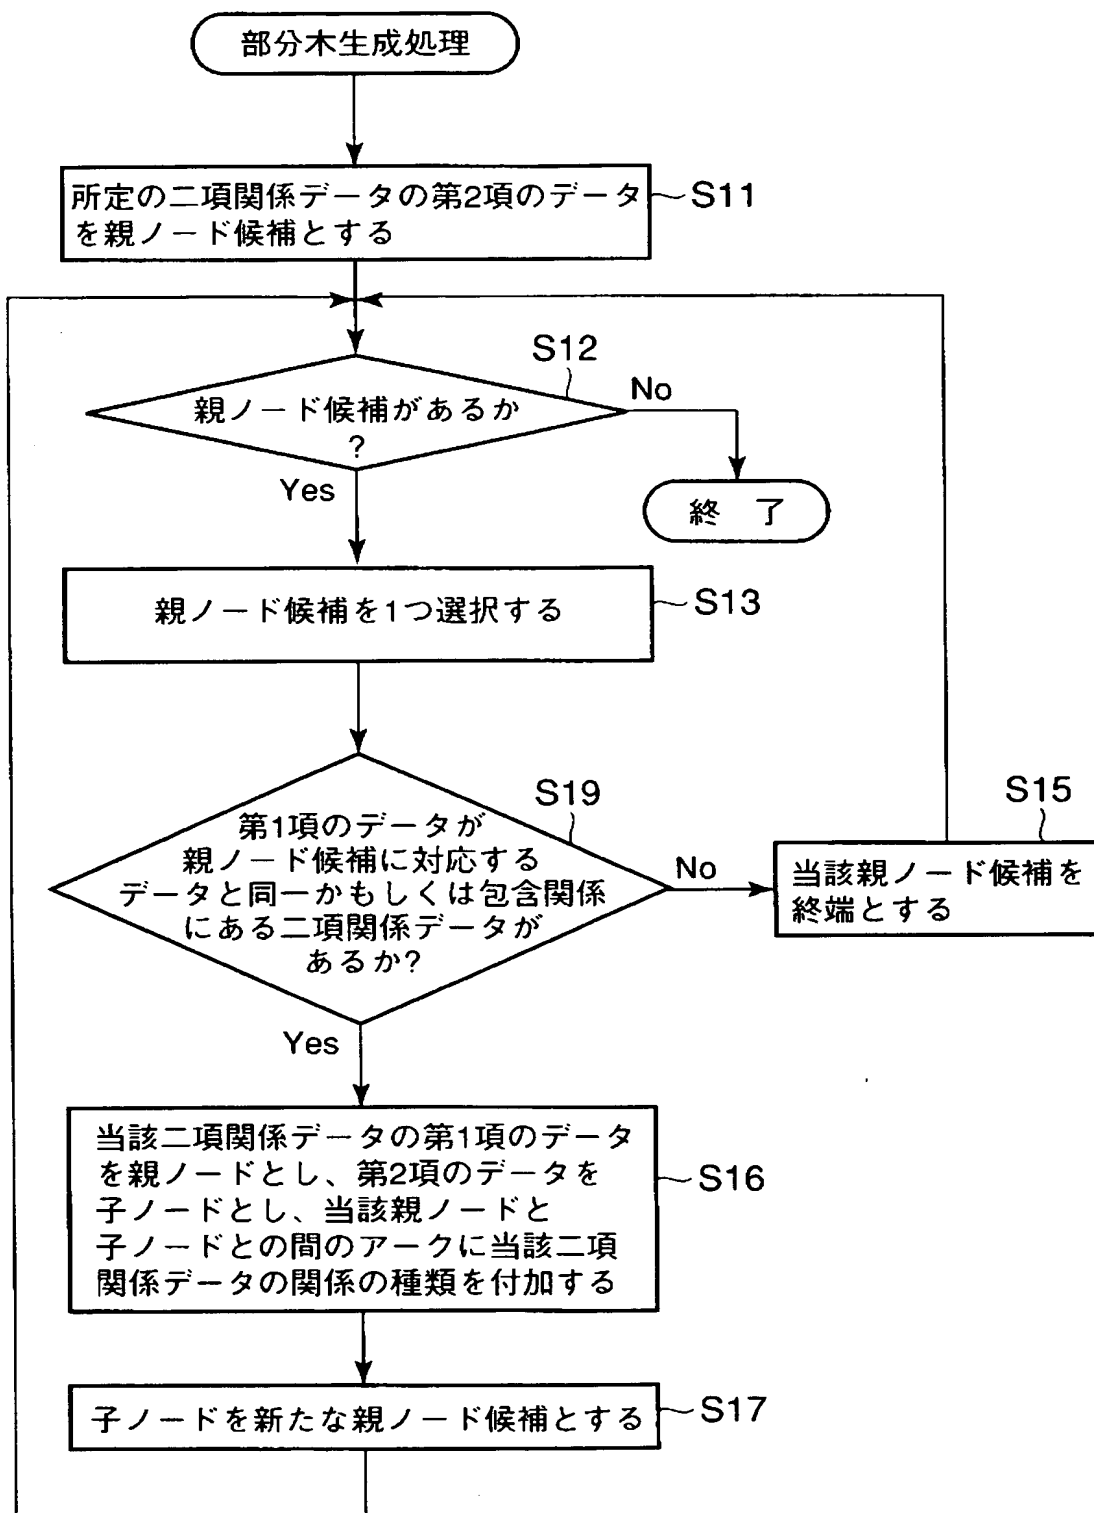 部分木生成処理
所定の二項関係データの第2項のデータ
を親ノード候補とする
S11
S12
親ノード候補があるか
?
No
Yes
終 了
親ノード候補を1つ選択する
S13
S19
第1項のデータが
親ノード候補に対応する
データと同一かもしくは包含関係
にある二項関係データが
あるか?
No
Yes
S15
当該親ノード候補を
終端とする
当該二項関係データの第1項のデータ
を親ノードとし、第2項のデータを
子ノードとし、当該親ノードと
子ノードとの間のアークに当該二項
関係データの関係の種類を付加する
S16
子ノードを新たな親ノード候補とする
S17